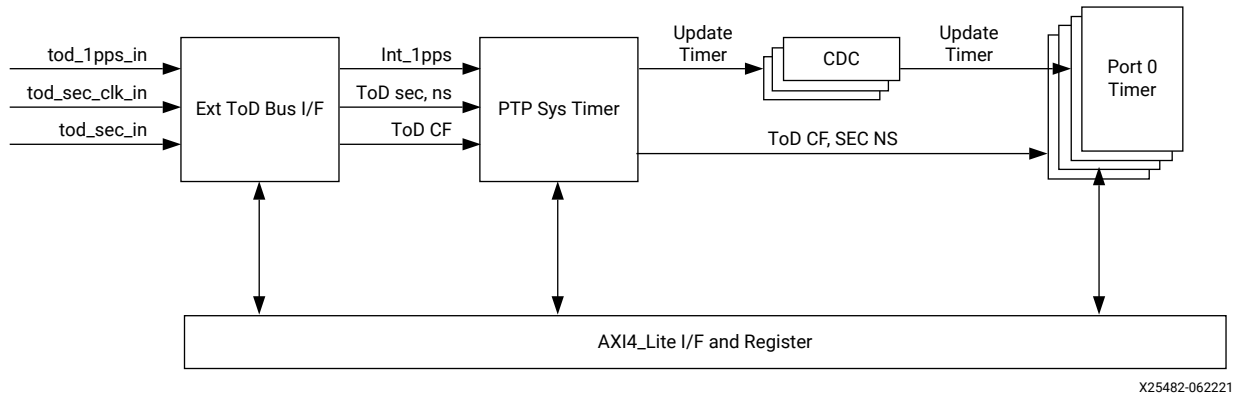 tod_1pps_in
tod_sec_clk_in
tod_sec_in
Ext ToD Bus I/F
Int_1pps
ToD sec, ns
ToD CF
PTP Sys Timer
Update
Timer
CDC
Update
Timer
Port 0
Timer
ToD CF, SEC NS
AXI4_Lite I/F and Register
X25482-062221